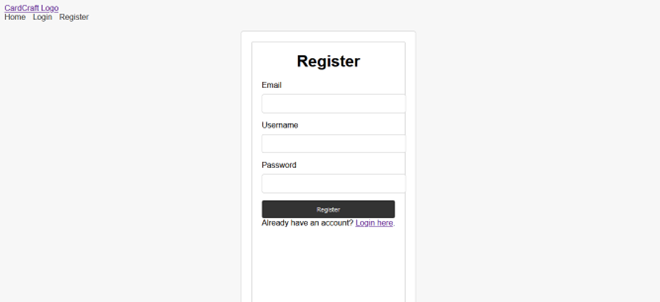 CardCraft Logo
Home Login Register
Register
Email
Username
Password
Register
Already have an account? Login here.